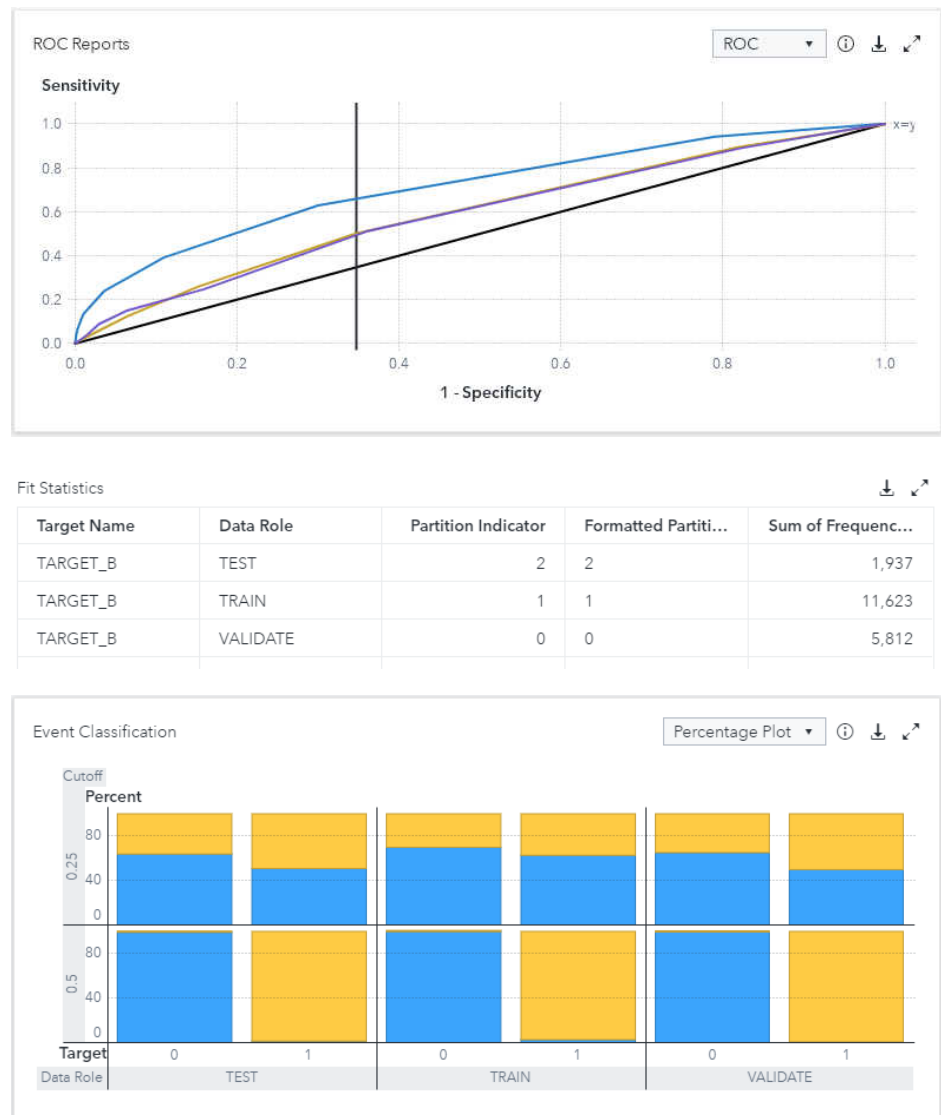 ROC Reports
ROC
Sensitivity
1.0
x=y
0.8
0.6
0.4
0.2
0.0
0.0 0.2 0.4 0.6 0.8 1.0
1 - Specificity
Fit Statistics
Target Name Data Role Partition Indicator Formatted Partiti... Sum of Frequenc...
TARGET_B TEST 2 2 1,937
TARGET_B TRAIN 1 1 11,623
TARGET_B VALIDATE 0 0 5,812
Event Classification
Percentage Plot
Cutoff
Percent
0.25
80
40
0
0.5
80
40
0
Target 0 1 0 1 0 1
Data Role TEST TRAIN VALIDATE